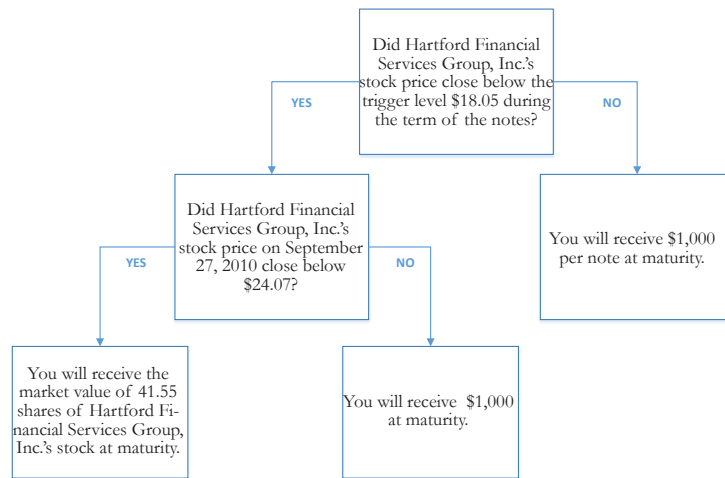 Did Hartford Financial
Services Group, Inc.'s
stock price close below the
trigger level $18.05 during
the term of the notes?
YES
NO
Did Hartford Financial
Services Group, Inc.'s
stock price on September
27, 2010 close below
$24.07?
You will receive $1,000
per note at maturity.
YES
NO
You will receive the
market value of 41.55
shares of Hartford Fi-
nancial Services Group,
Inc.'s stock at maturity.
You will receive $1,000
at maturity.